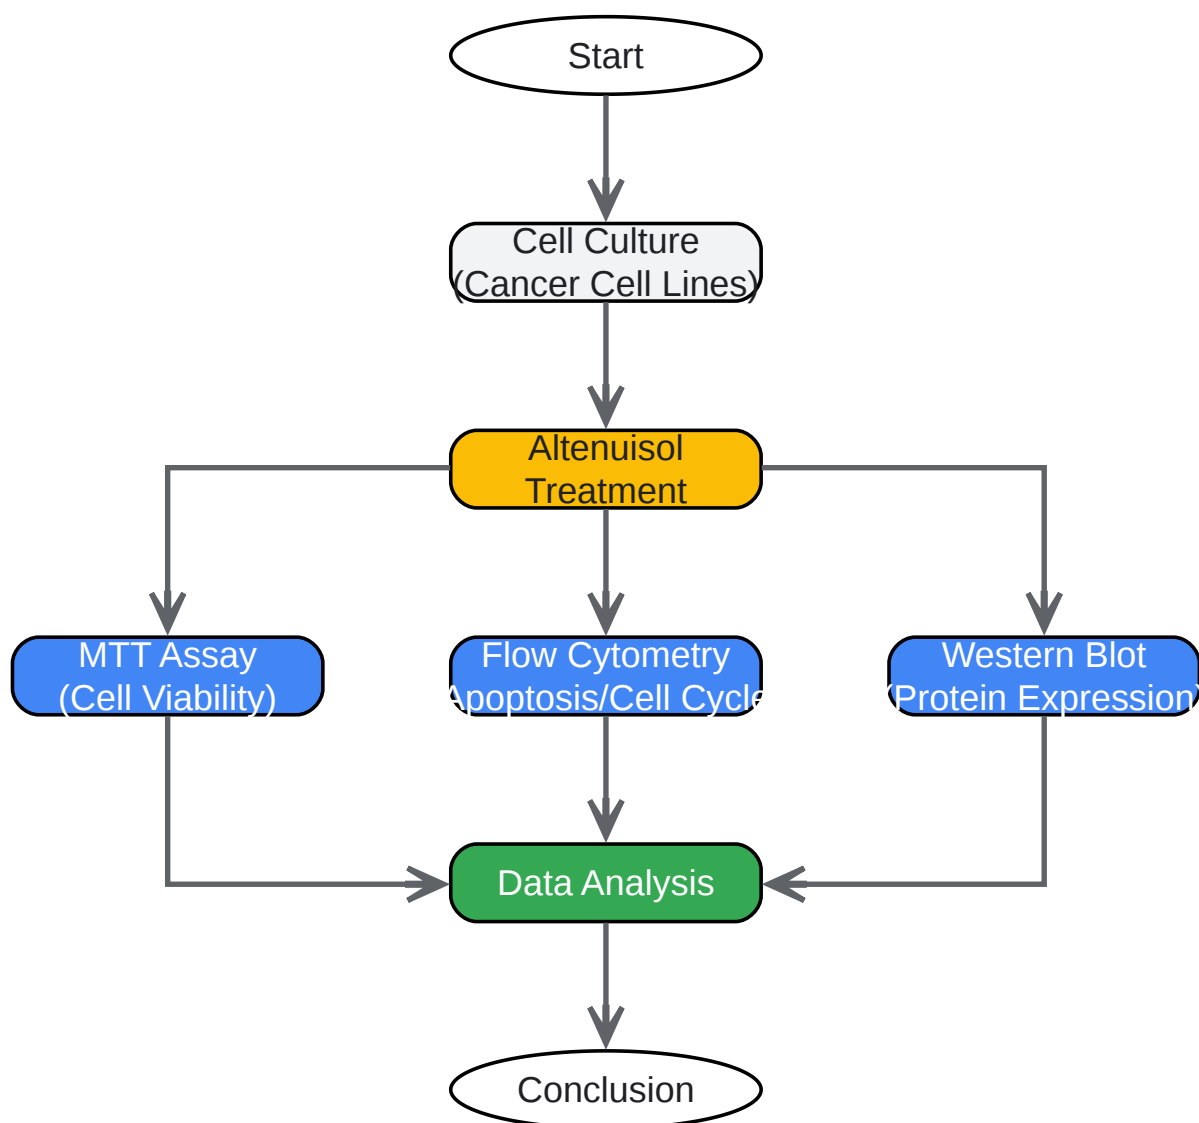 Start
Cell Culture
(Cancer Cell Lines)
Altenuisol
Treatment
MTT Assay
(Cell Viability)
Flow Cytometry
(Apoptosis/Cell Cycle)
Western Blot
(Protein Expression)
Data Analysis
Conclusion